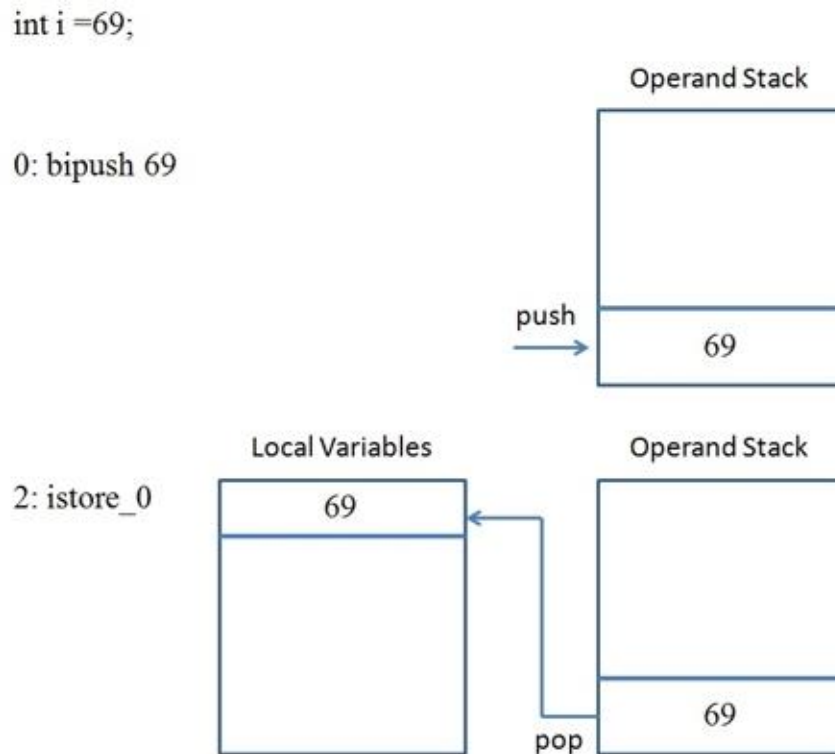 int i =69;
Operand Stack
0: bipush 69
push
69
Local Variables
Operand Stack
2: istore_0
69
69
pop